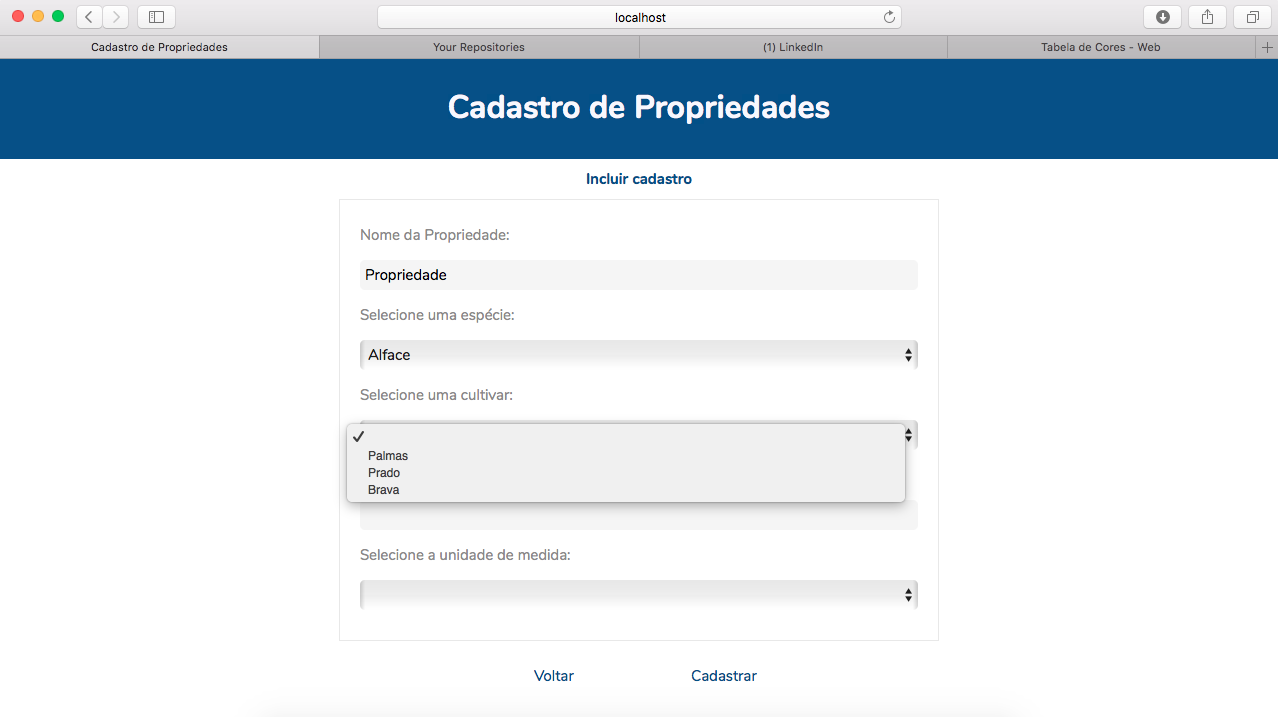 localhost
Cadastro de Propriedades
Your Repositories
(1) LinkedIn
Tabela de Cores - Web
Cadastro de Propriedades
Incluir cadastro
Nome da Propriedade:
Propriedade
Selecione uma espécie:
Alface
Selecione uma cultivar:
Palmas
Prado
Brava
Selecione a unidade de medida:
Voltar
Cadastrar